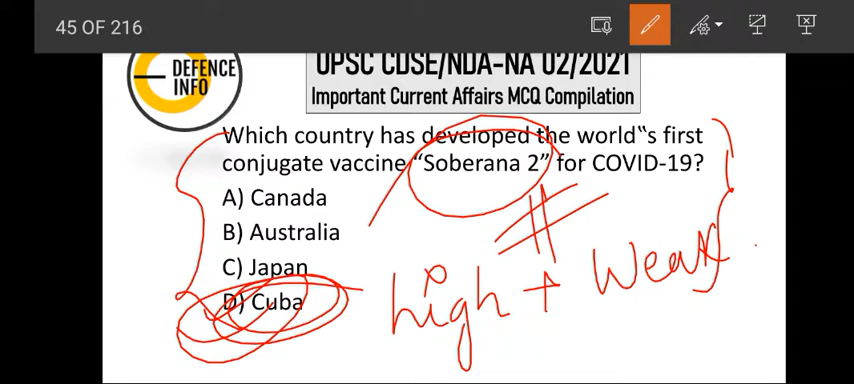 45 OF 216
DEFENCE
INFO
UPSC CDSE/NDA-NA 02/2021
Important Current Affairs MCQ Compilation
Which country has developed the world‟s first
conjugate vaccine “Soberana 2” for COVID-19?
A) Canada
B) Australia
C) Japan
D) Cuba
high + Weak